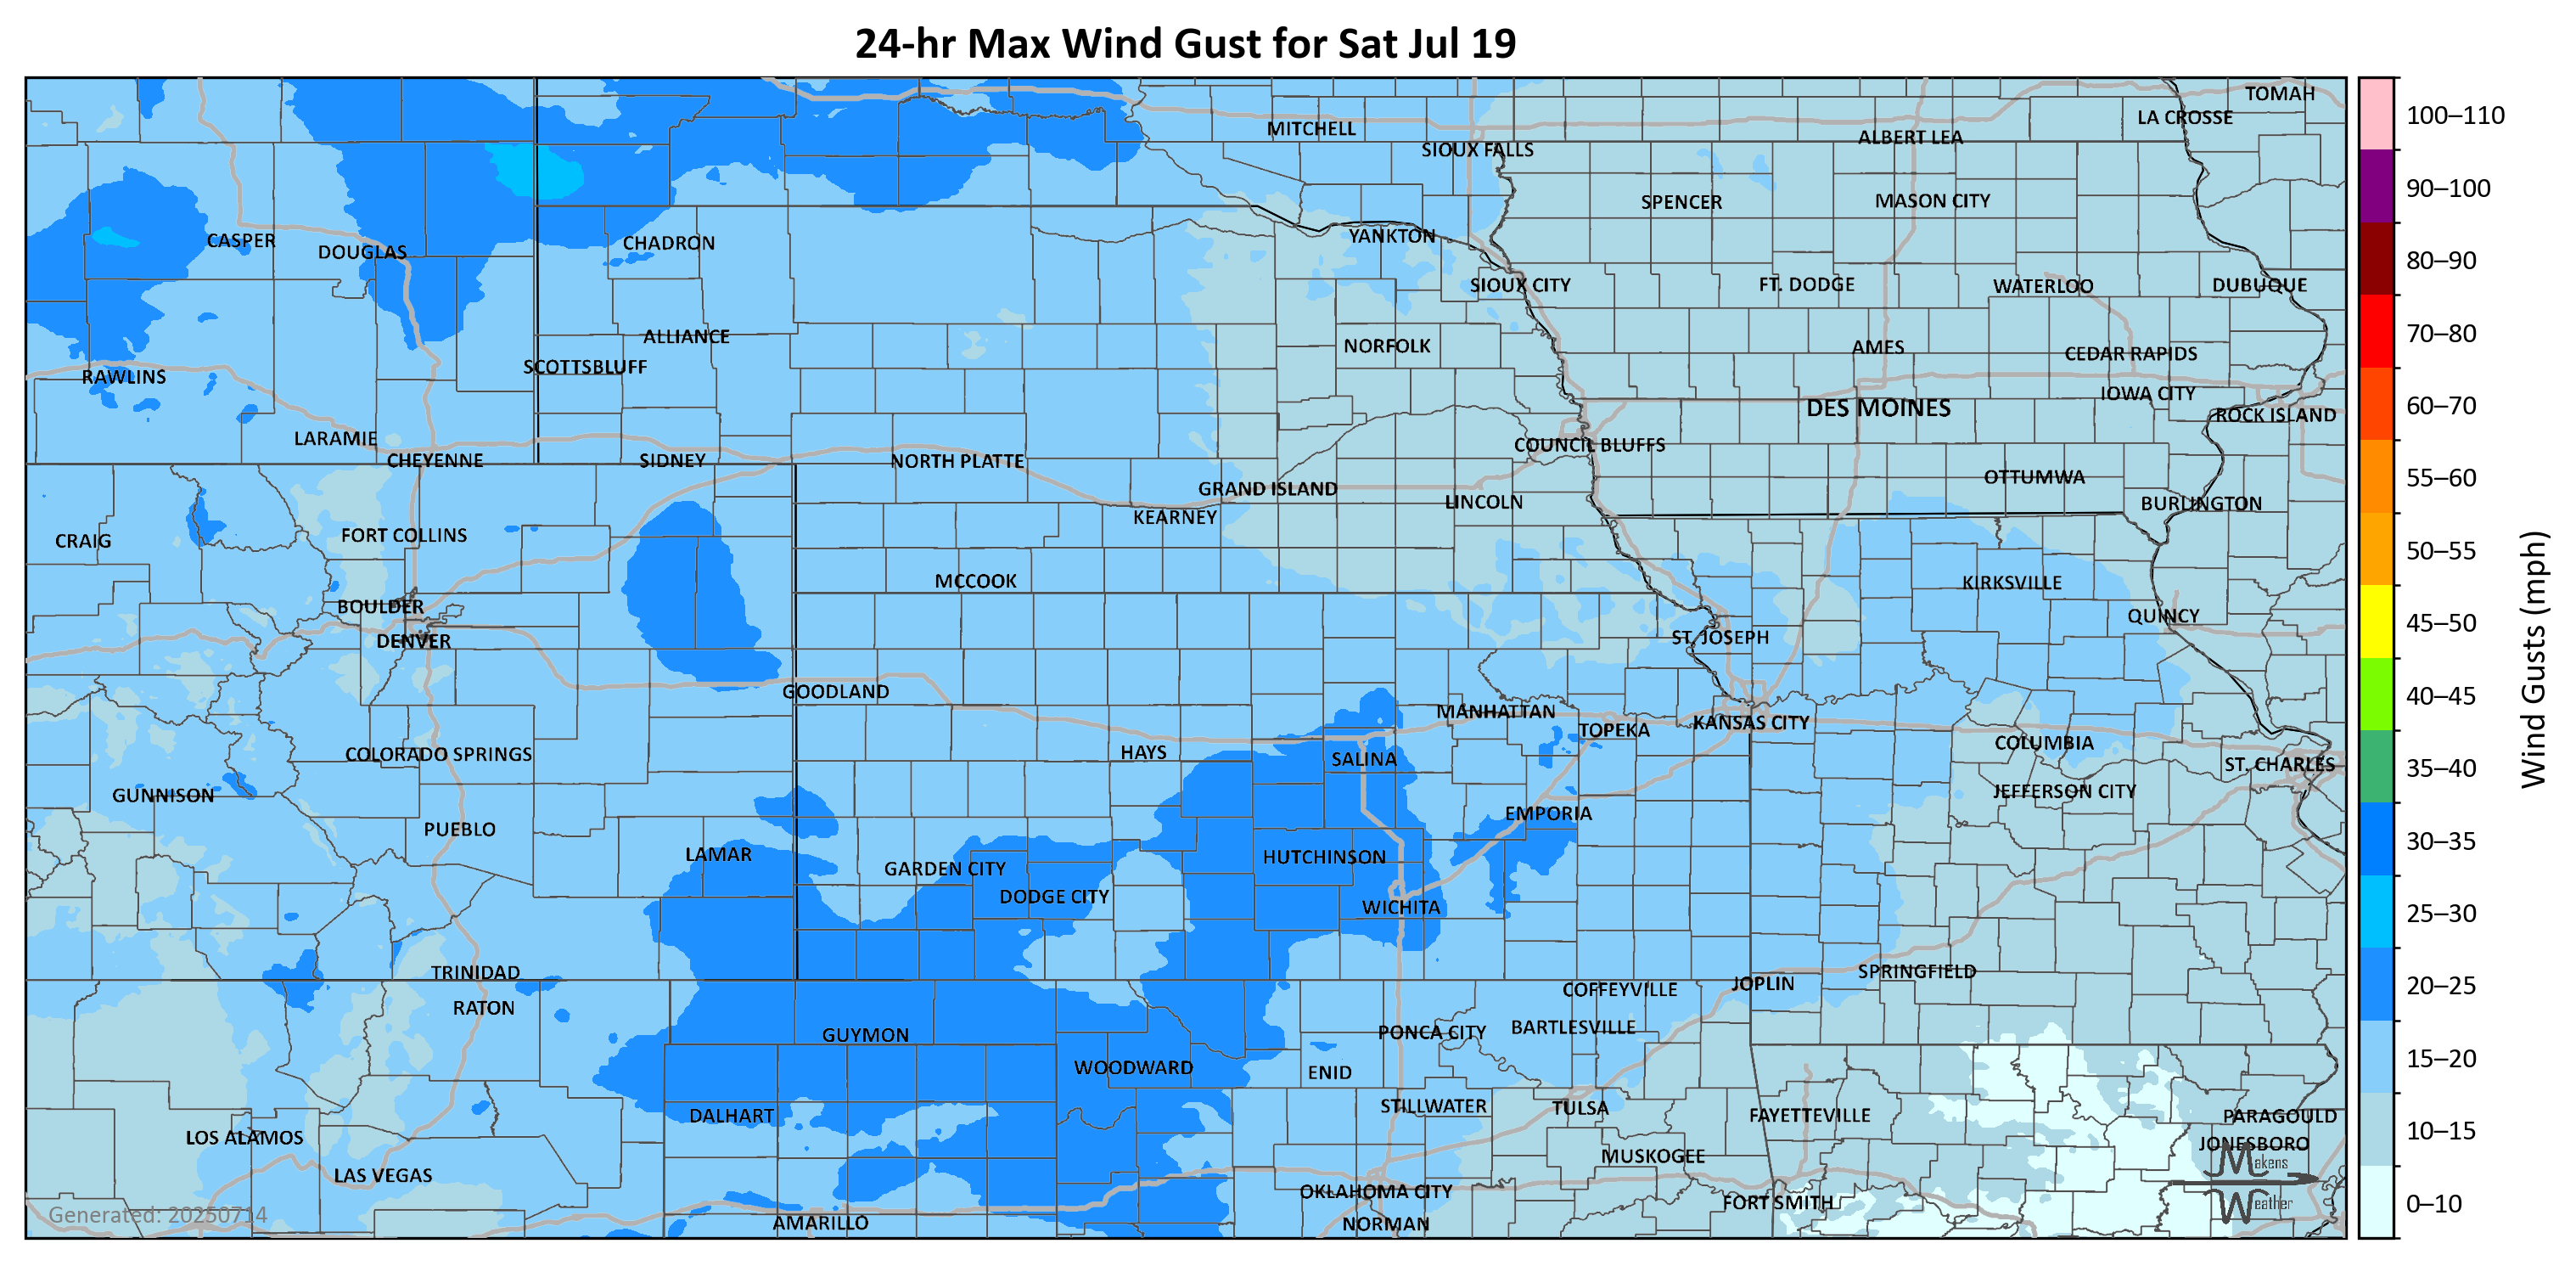 24-hr Max Wind Gust for Sat Jul 19
TOMAH
LA CROSSE
MITCHELL
ALBERT LEA
SIOUX FALLS
SPENCER
MASON CITY
CASPER
DOUGLAS
CHADRON
YANKTON
SIOUX CITY
FT. DODGE
WATERLOO
DUBUQUE
ALLIANCE
NORFOLK
AMES
CEDAR RAPIDS
SCOTTSBLUFF
RAWLINS
IOWA CITY
DES MOINES
ROCK ISLAND
LARAMIE
COUNCIL BLUFFS
CHEYENNE
SIDNEY
NORTH PLATTE
OTTUMWA
GRAND ISLAND
LINCOLN
BURLINGTON
KEARNEY
CRAIG
FORT COLLINS
MCCOOK
KIRKSVILLE
BOULDER
QUINCY
DENVER
ST. JOSEPH
GOODLAND
MANHATTAN
TOPEKA
KANSAS CITY
COLORADO SPRINGS
HAYS
SALINA
COLUMBIA
ST. CHARLES
GUNNISON
JEFFERSON CITY
PUEBLO
EMPORIA
LAMAR
GARDEN CITY
HUTCHINSON
DODGE CITY
WICHITA
TRINIDAD
SPRINGFIELD
JOPLIN
RATON
COFFEYVILLE
GUYMON
PONCA CITY
BARTLESVILLE
WOODWARD
ENID
DALHART
STILLWATER
TULSA
FAYETTEVILLE
PARAGOULD
LOS ALAMOS
JONESBORO
LAS VEGAS
MUSKOGEE
OKLAHOMA CITY
FORT SMITH
AMARILLO
NORMAN
Generated: 20250714
Makens
Weather
100–110
90–100
80–90
70–80
60–70
55–60
50–55
45–50
40–45
35–40
30–35
25–30
20–25
15–20
10–15
0–10
Wind Gusts (mph)